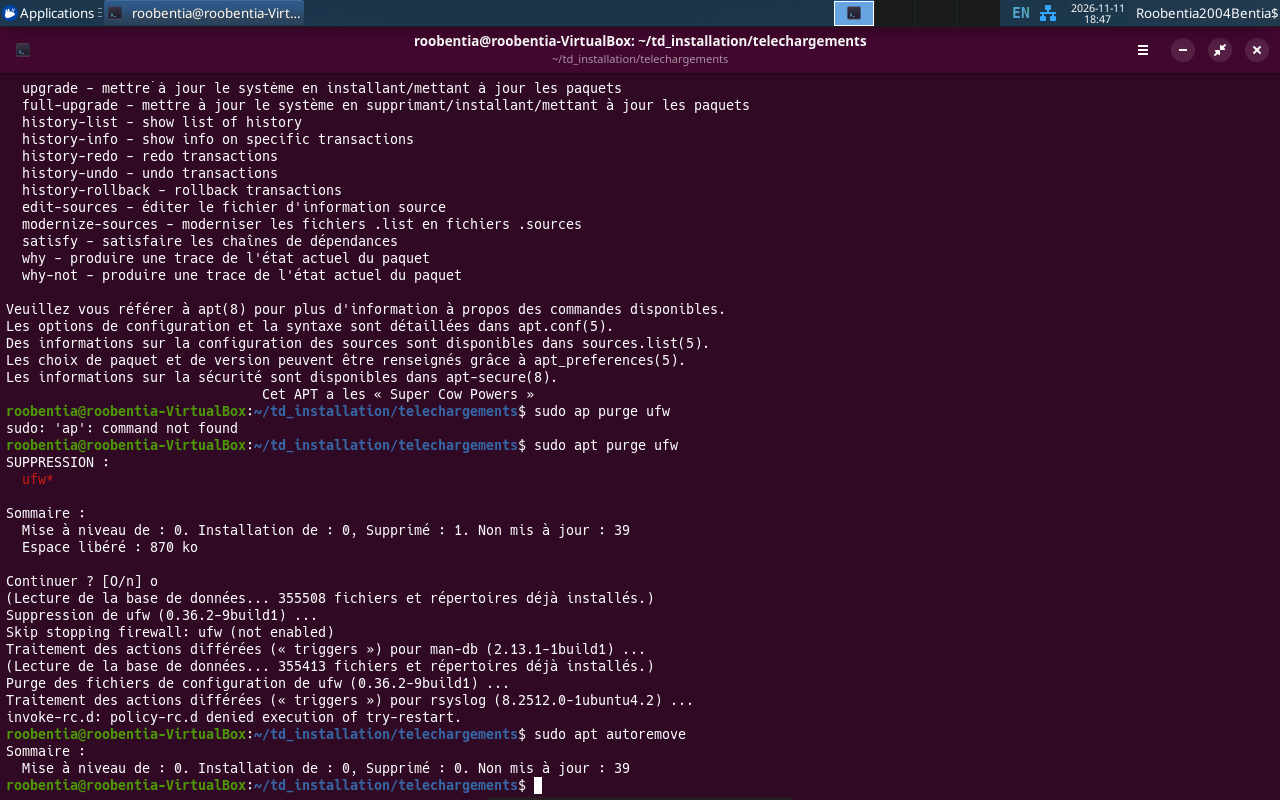 Applications
roobentia@roobentia-Virt...
EN
2026-11-11
18:47
Roobentia2004Bentia$
roobentia@roobentia-VirtualBox: ~/td_installation/telechargements
~/td_installation/telechargements
upgrade - mettre à jour le système en installant/mettant à jour les paquets
full-upgrade - mettre à jour le système en supprimant/installant/mettant à jour les paquets
history-list - show list of history
history-info - show info on specific transactions
history-redo - redo transactions
history-undo - undo transactions
history-rollback - rollback transactions
edit-sources - éditer le fichier d'information source
modernize-sources - moderniser les fichiers .list en fichiers .sources
satisfy - satisfaire les chaînes de dépendances
why - produire une trace de l'état actuel du paquet
why-not - produire une trace de l'état actuel du paquet
Veuillez vous référer à apt(8) pour plus d'information à propos des commandes disponibles.
Les options de configuration et la syntaxe sont détaillées dans apt.conf(5).
Des informations sur la configuration des sources sont disponibles dans sources.list(5).
Les choix de paquet et de version peuvent être renseignés grâce à apt_preferences(5).
Les informations sur la sécurité sont disponibles dans apt-secure(8).
Cet APT a les « Super Cow Powers »
roobentia@roobentia-VirtualBox:~/td_installation/telechargements$ sudo ap purge ufw
sudo: 'ap': command not found
roobentia@roobentia-VirtualBox:~/td_installation/telechargements$ sudo apt purge ufw
SUPPRESSION :
ufw*
Sommaire :
Mise à niveau de : 0. Installation de : 0, Supprimé : 1. Non mis à jour : 39
Espace libéré : 870 ko
Continuer ? [O/n] o
(Lecture de la base de données... 355508 fichiers et répertoires déjà installés.)
Suppression de ufw (0.36.2-9build1) ...
Skip stopping firewall: ufw (not enabled)
Traitement des actions différées (« triggers ») pour man-db (2.13.1-1build1) ...
(Lecture de la base de données... 355413 fichiers et répertoires déjà installés.)
Purge des fichiers de configuration de ufw (0.36.2-9build1) ...
Traitement des actions différées (« triggers ») pour rsyslog (8.2512.0-1ubuntu4.2) ...
invoke-rc.d: policy-rc.d denied execution of try-restart.
roobentia@roobentia-VirtualBox:~/td_installation/telechargements$ sudo apt autoremove
Sommaire :
Mise à niveau de : 0. Installation de : 0, Supprimé : 0. Non mis à jour : 39
roobentia@roobentia-VirtualBox:~/td_installation/telechargements$